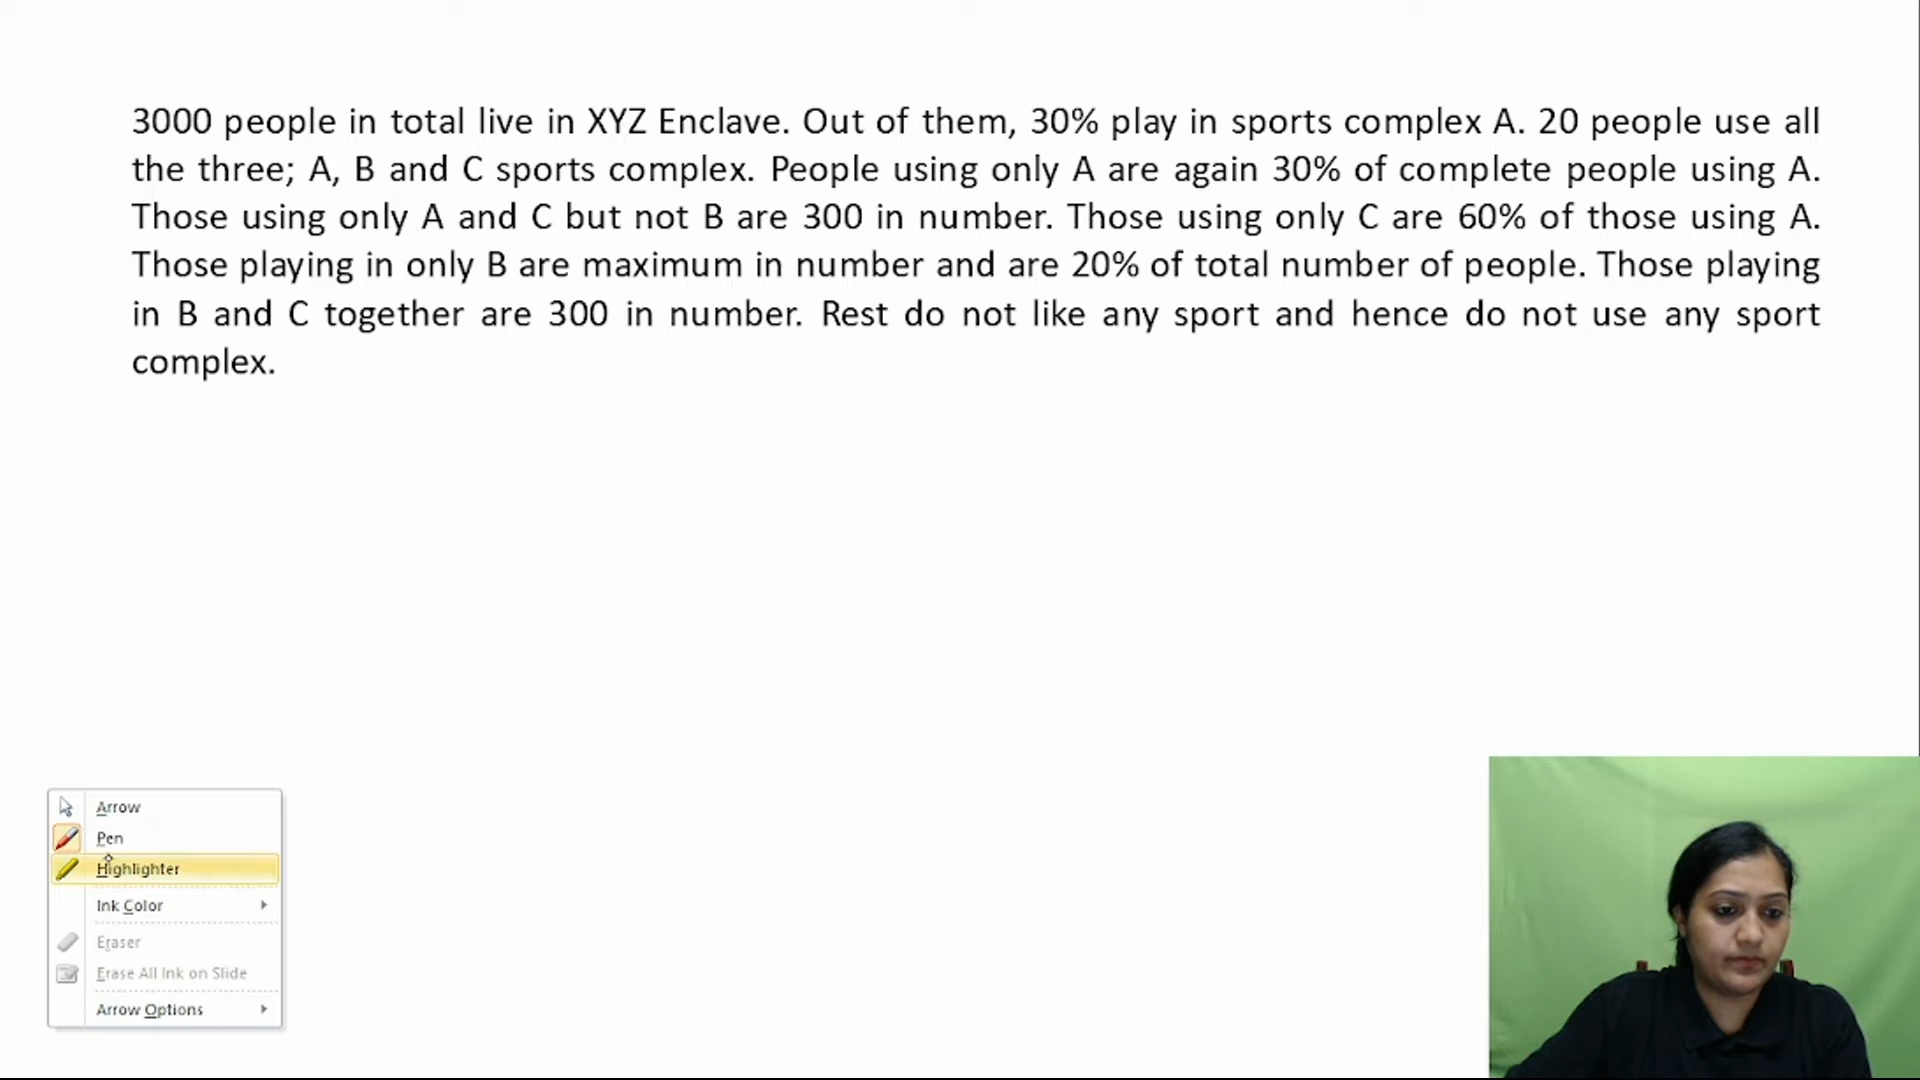 3000 people in total live in XYZ Enclave. Out of them, 30% play in sports complex A. 20 people use all
the three; A, B and C sports complex. People using only A are again 30% of complete people using A.
Those using only A and C but not B are 300 in number. Those using only C are 60% of those using A.
Those playing in only B are maximum in number and are 20% of total number of people. Those playing
in B and C together are 300 in number. Rest do not like any sport and hence do not use any sport
complex.
Arrow
Pen
Highlighter
Ink Color
Eraser
Erase All Ink on Slide
Arrow Options